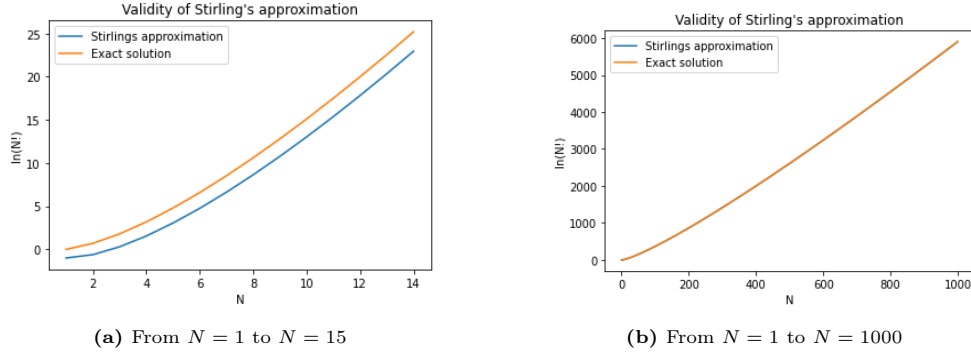 Validity of Stirling's approximation
Stirlings approximation
Exact solution
ln(N!)
25
20
15
10
5
0
2 4 6 8 10 12 14
N
(a) From N = 1 to N = 15
Validity of Stirling's approximation
Stirlings approximation
Exact solution
ln(N!)
6000
5000
4000
3000
2000
1000
0
0 200 400 600 800 1000
N
(b) From N = 1 to N = 1000